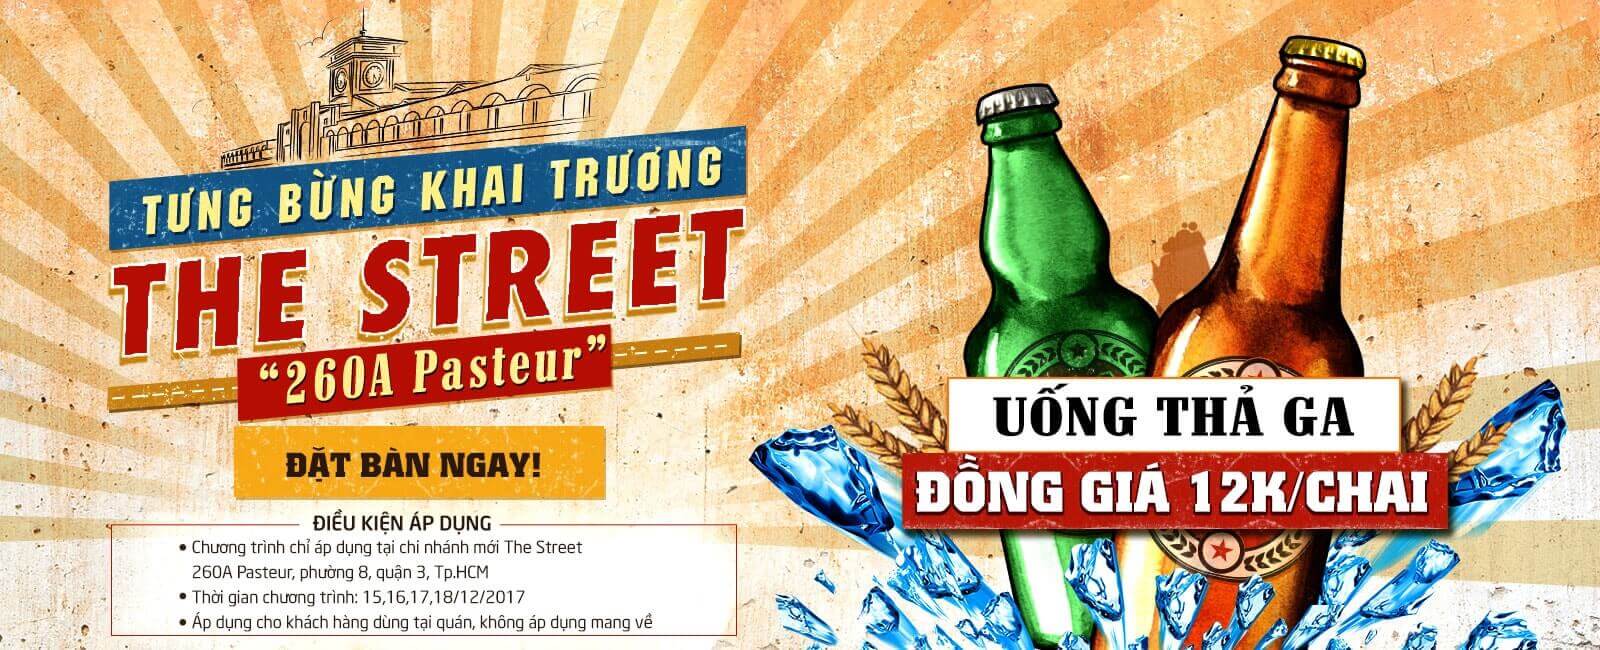 TƯNG BỪNG KHAI TRƯƠNG
THE STREET
“260A Pasteur”
ĐẶT BÀN NGAY!
ĐIỀU KIỆN ÁP DỤNG
• Chương trình chỉ áp dụng tại chi nhánh mới The Street
260A Pasteur, phường 8, quận 3, Tp.HCM
• Thời gian chương trình: 15,16,17,18/12/2017
• Áp dụng cho khách hàng dùng tại quán, không áp dụng mang về
UỐNG THẢ GA
ĐỒNG GIÁ 12K/CHAI